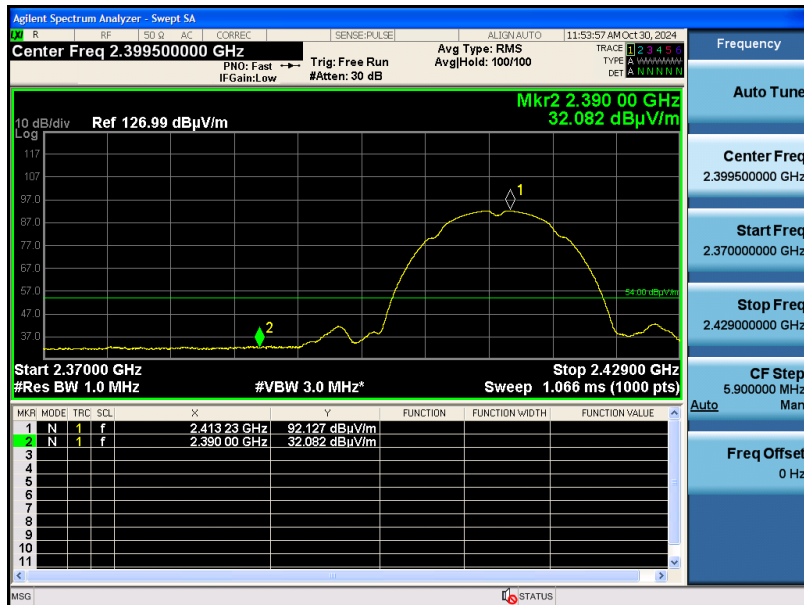 Agilent Spectrum Analyzer - Swept SA
LXI R RF 50 Ω AC CORREC SENSE:PULSE ALIGN AUTO 11:53:57 AM Oct 30, 2024
Center Freq 2.399500000 GHz
PNO: Fast
IFGain:Low
Trig: Free Run
#Atten: 30 dB
Avg Type: RMS
Avg|Hold: 100/100
TRACE 1 2 3 4 5 6
TYPE A WWWWW
DET A N N N N N
Mkr2 2.390 00 GHz
32.082 dBµV/m
10 dB/div Ref 126.99 dBµV/m
Log
117
107
97.0
87.0
77.0
67.0
57.0
47.0
37.0
1
2
54.00 dBµV/m
Start 2.37000 GHz Stop 2.42900 GHz
#Res BW 1.0 MHz #VBW 3.0 MHz* Sweep 1.066 ms (1000 pts)
MKR MODE TRC SCL X Y FUNCTION FUNCTION WIDTH FUNCTION VALUE
1 N 1 f 2.413 23 GHz 92.127 dBµV/m
2 N 1 f 2.390 00 GHz 32.082 dBµV/m
3
4
5
6
7
8
9
10
11
MSG STATUS
Frequency
Auto Tune
Center Freq
2.399500000 GHz
Start Freq
2.370000000 GHz
Stop Freq
2.429000000 GHz
CF Step
5.900000 MHz
Auto Man
Freq Offset
0 Hz